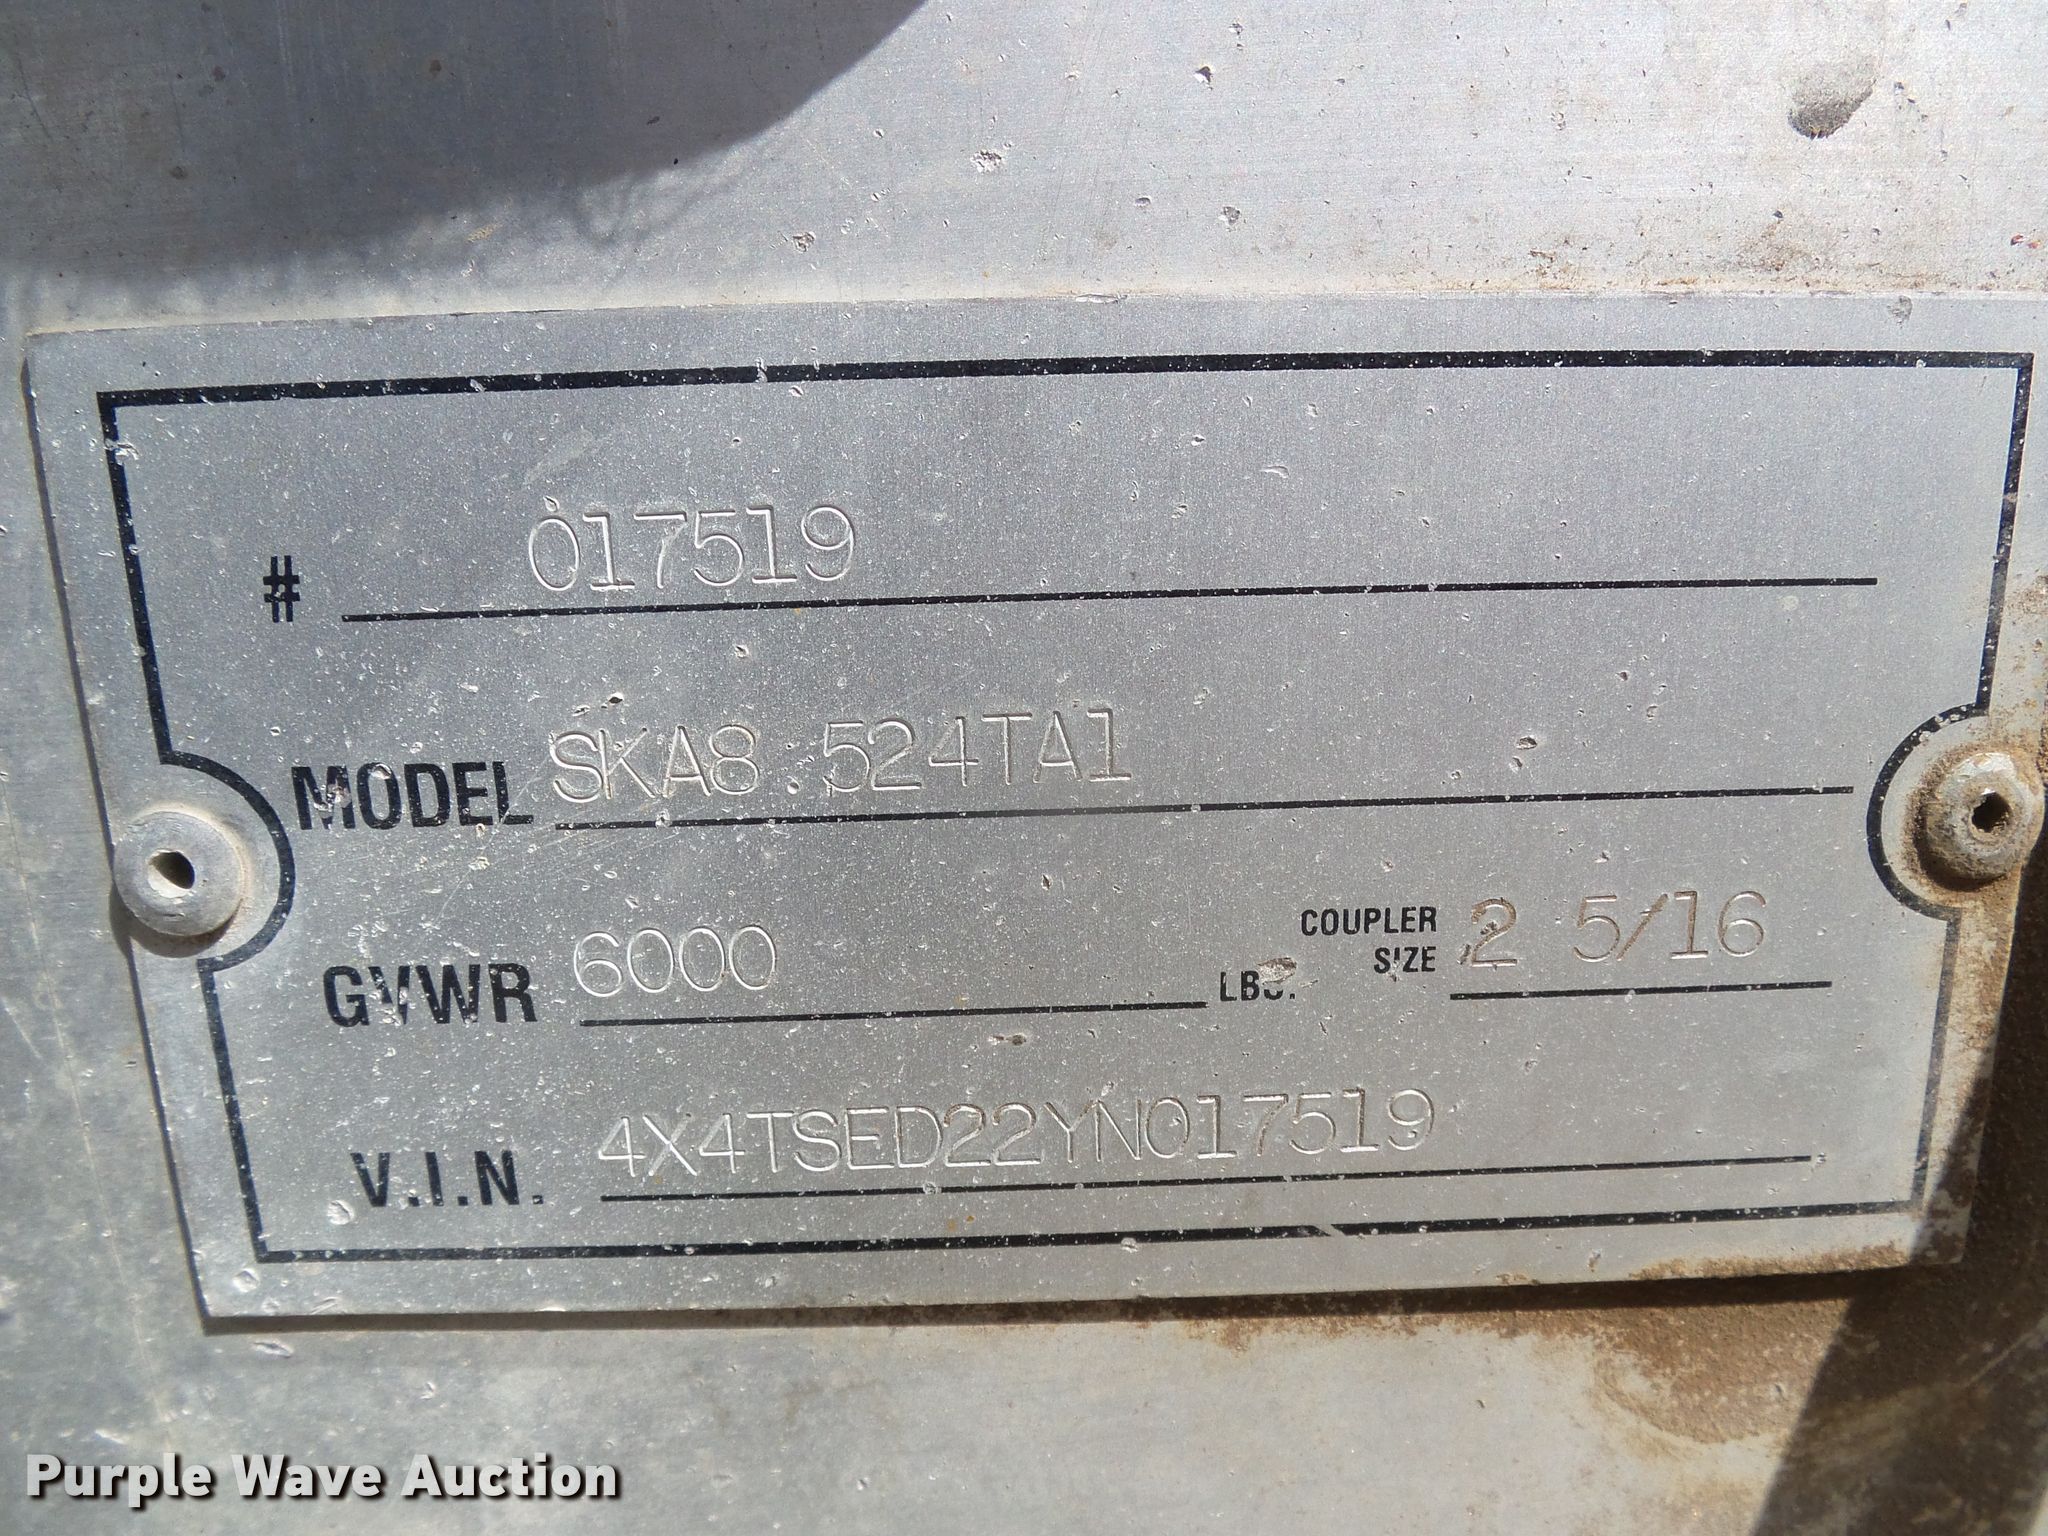 # 017519
MODEL SKA8.524TA1
GVWR 6000 LBS. COUPLER SIZE 2 5/16
V.I.N. 4X4TSED22YN017519
Purple Wave Auction